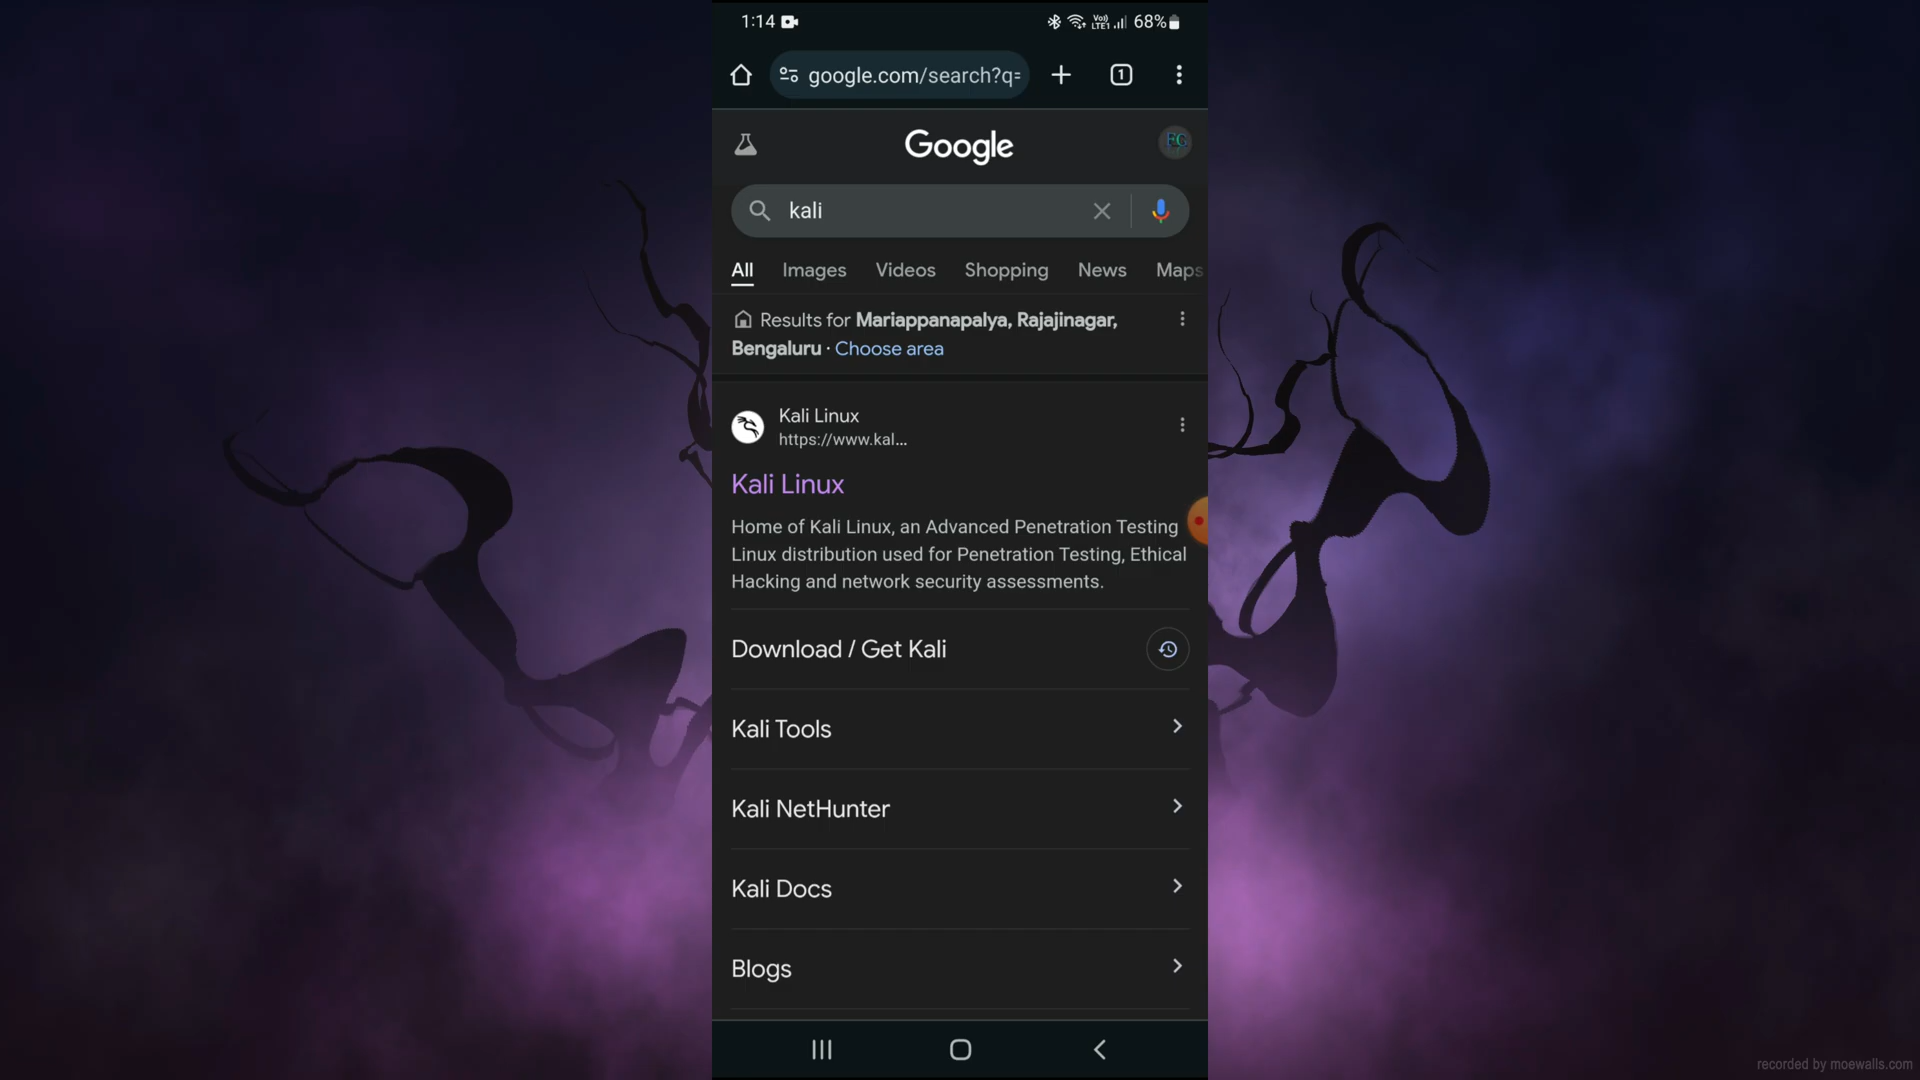 1:14 68%
google.com/search?q=
1
Google
EG
kali
All Images Videos Shopping News Maps
Results for Mariappanapalya, Rajajinagar,
Bengaluru · Choose area
Kali Linux
https://www.kal...
Kali Linux
Home of Kali Linux, an Advanced Penetration Testing
Linux distribution used for Penetration Testing, Ethical
Hacking and network security assessments.
Download / Get Kali
Kali Tools
Kali NetHunter
Kali Docs
Blogs
recorded by moewalls.com